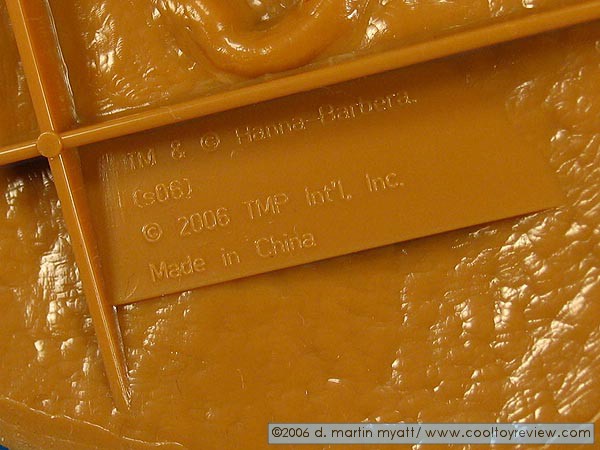 TM & © Hanna-Barbera.
(s06)
© 2006 TMP Int'l, Inc.
Made in China
©2006 d. martin myatt/ www.cooltoyreview.com